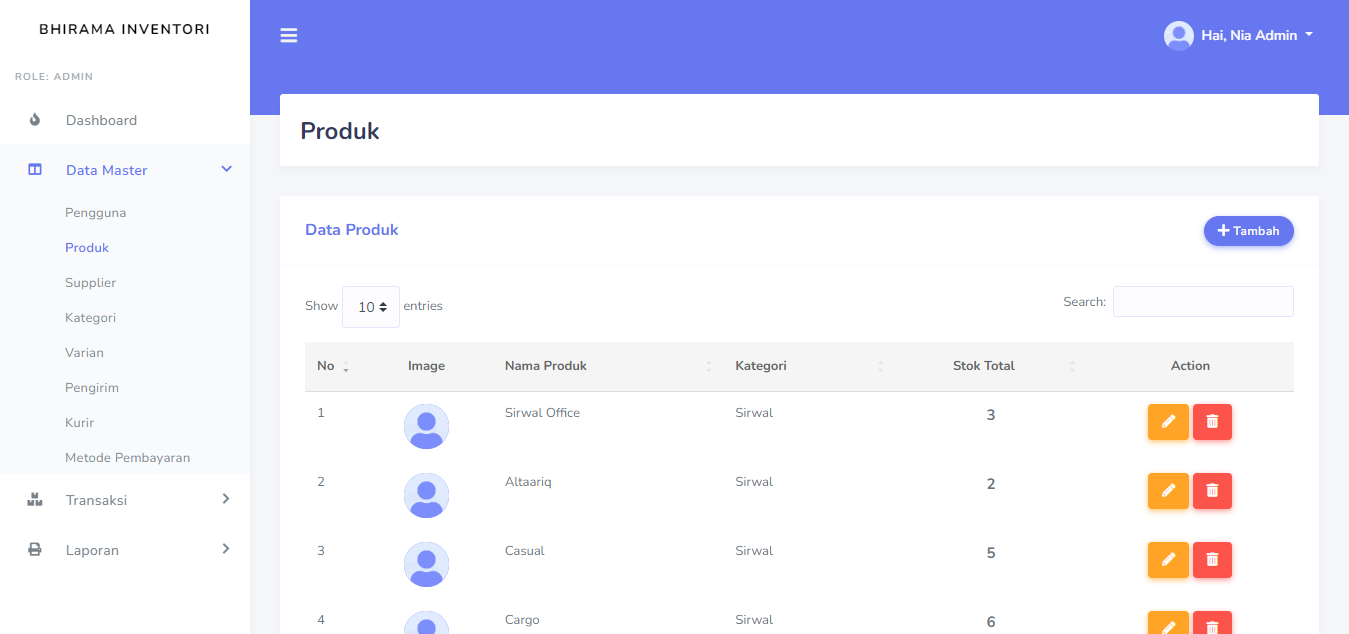 BHIRAMA INVENTORI
Hai, Nia Admin
ROLE: ADMIN
Dashboard
Data Master
Pengguna
Produk
Supplier
Kategori
Varian
Pengirim
Kurir
Metode Pembayaran
Transaksi
Laporan
Produk
Data Produk
Tambah
Show 10 entries
Search:
No Image Nama Produk Kategori Stok Total Action
1 Sirwal Office Sirwal 3
2 Altaariq Sirwal 2
3 Casual Sirwal 5
4 Cargo Sirwal 6